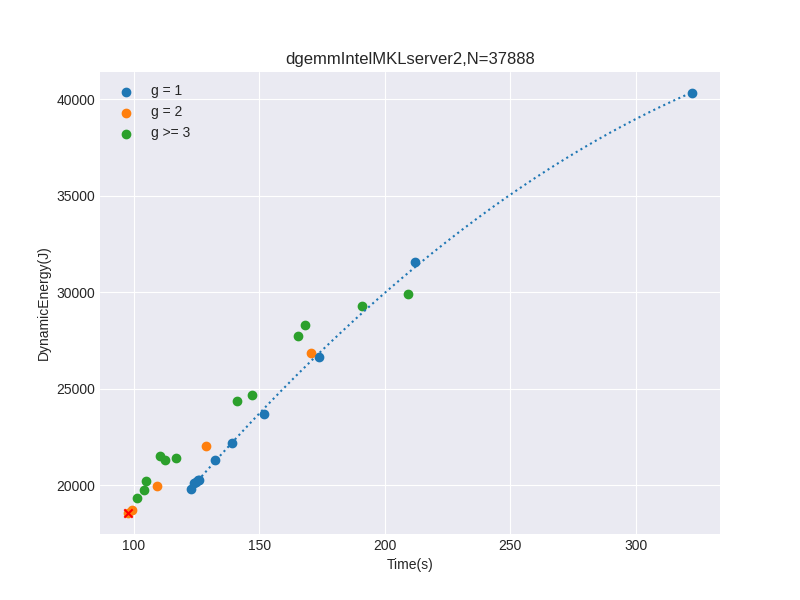 dgemmIntelMKLserver2,N=37888
g = 1
g = 2
g >= 3
40000
35000
30000
25000
20000
DynamicEnergy(J)
100 150 200 250 300
Time(s)